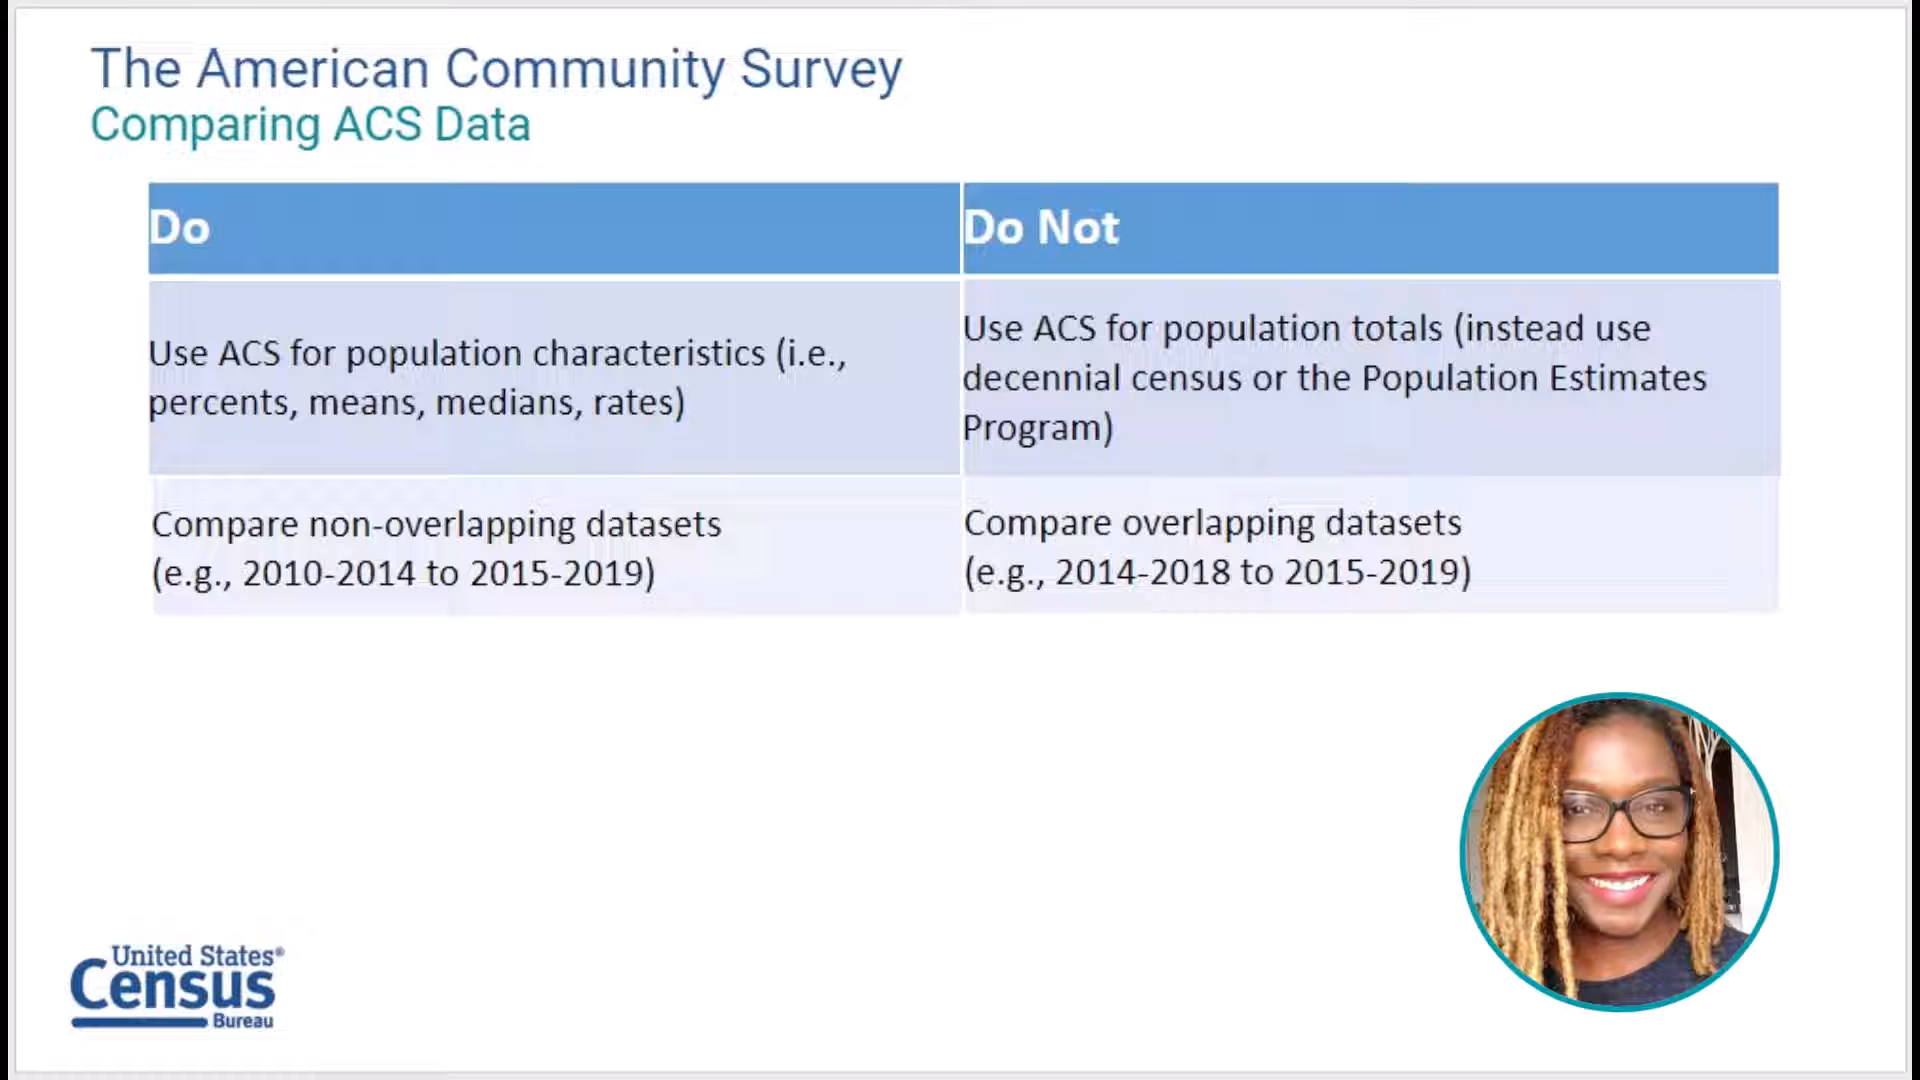 The American Community Survey
Comparing ACS Data
Do
Do Not
Use ACS for population characteristics (i.e.,
percents, means, medians, rates)
Use ACS for population totals (instead use
decennial census or the Population Estimates
Program)
Compare non-overlapping datasets
(e.g., 2010-2014 to 2015-2019)
Compare overlapping datasets
(e.g., 2014-2018 to 2015-2019)
United States®
Census
Bureau